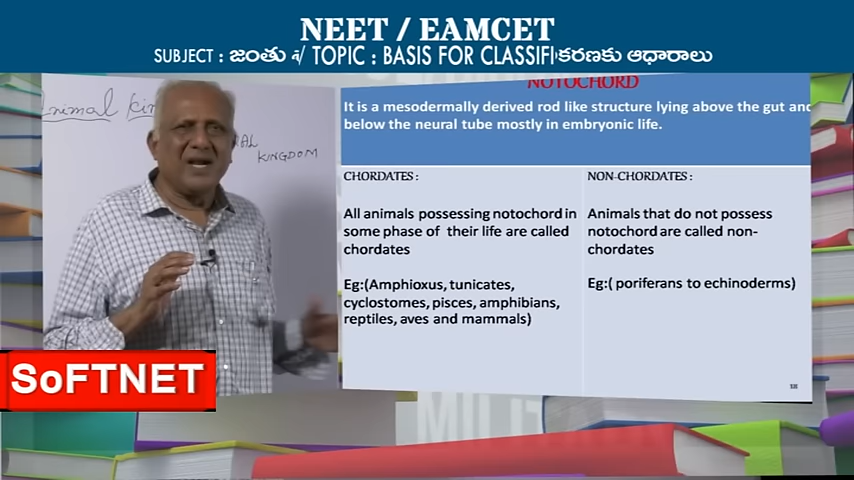 NEET / EAMCET
SUBJECT : జంతు / TOPIC : BASIS FOR CLASSIFI కరణకు ఆధారాలు
Animal Kin
AL
KINGDOM
NOTOCHORD
It is a mesodermally derived rod like structure lying above the gut and
below the neural tube mostly in embryonic life.
CHORDATES :
All animals possessing notochord in
some phase of their life are called
chordates
Eg:(Amphioxus, tunicates,
cyclostomes, pisces, amphibians,
reptiles, aves and mammals)
NON-CHORDATES :
Animals that do not possess
notochord are called non-
chordates
Eg:( poriferans to echinoderms)
SoFTNET